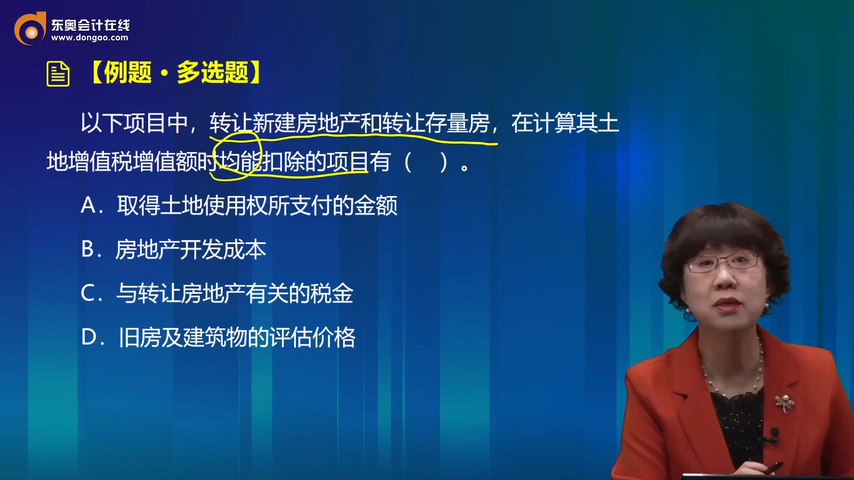 东奥会计在线
www.dongao.com
【例题·多选题】
以下项目中，转让新建房地产和转让存量房，在计算其土
地增值税增值额时均能扣除的项目有（ ）。
A．取得土地使用权所支付的金额
B．房地产开发成本
C．与转让房地产有关的税金
D．旧房及建筑物的评估价格